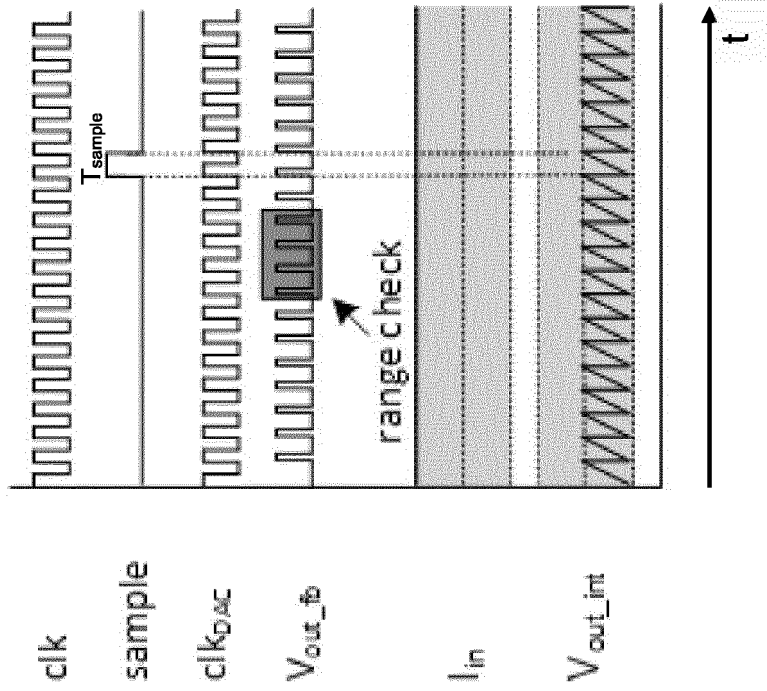 clk
sample
T_sample
clk_DAC
V_out_fb
range check
I_in
V_out_int
t